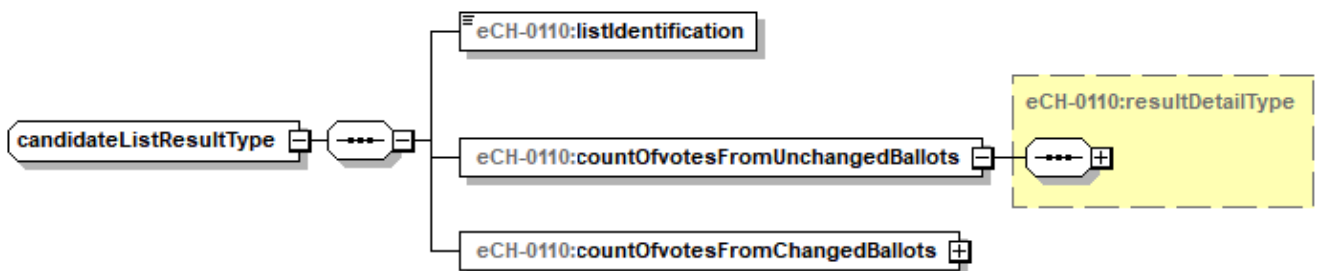 eCH-0110:listIdentification
eCH-0110:resultDetailType
candidateListResultType
eCH-0110:countOfvotesFromUnchangedBallots
eCH-0110:countOfvotesFromChangedBallots